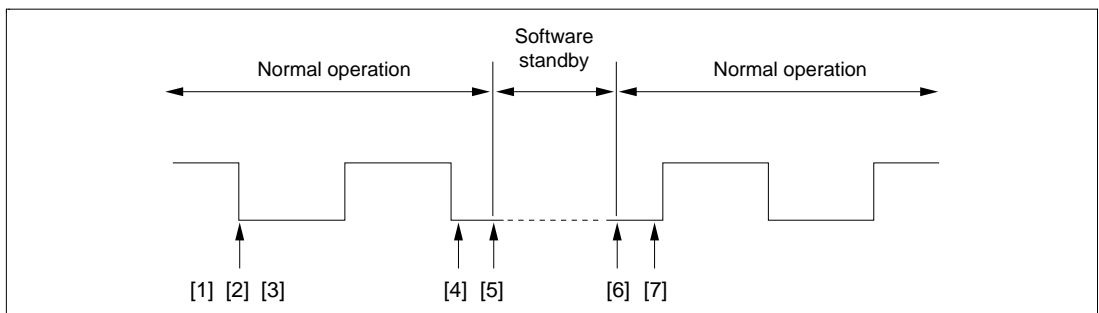 Software
standby
Normal operation
Normal operation
[1] [2] [3]
[4] [5]
[6] [7]